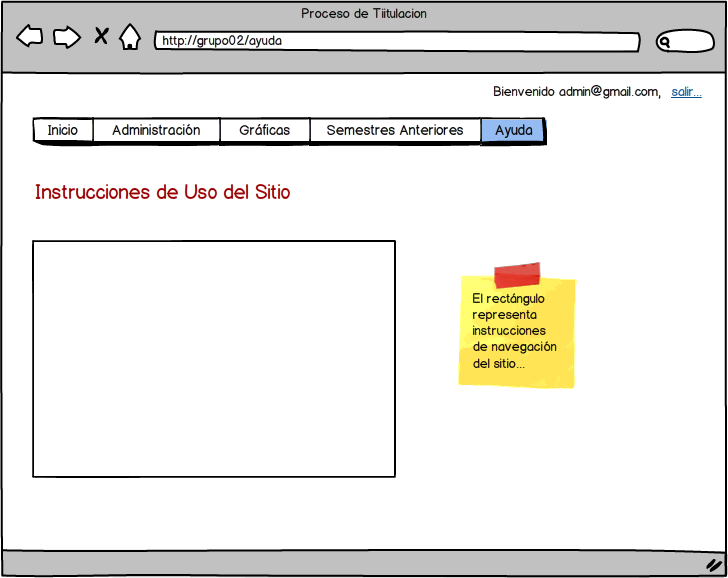 Proceso de Tiitulacion
http://grupo02/ayuda
Bienvenido admin@gmail.com, salir...
Inicio Administración Gráficas Semestres Anteriores Ayuda
Instrucciones de Uso del Sitio
El rectángulo
representa
instrucciones
de navegación
del sitio...